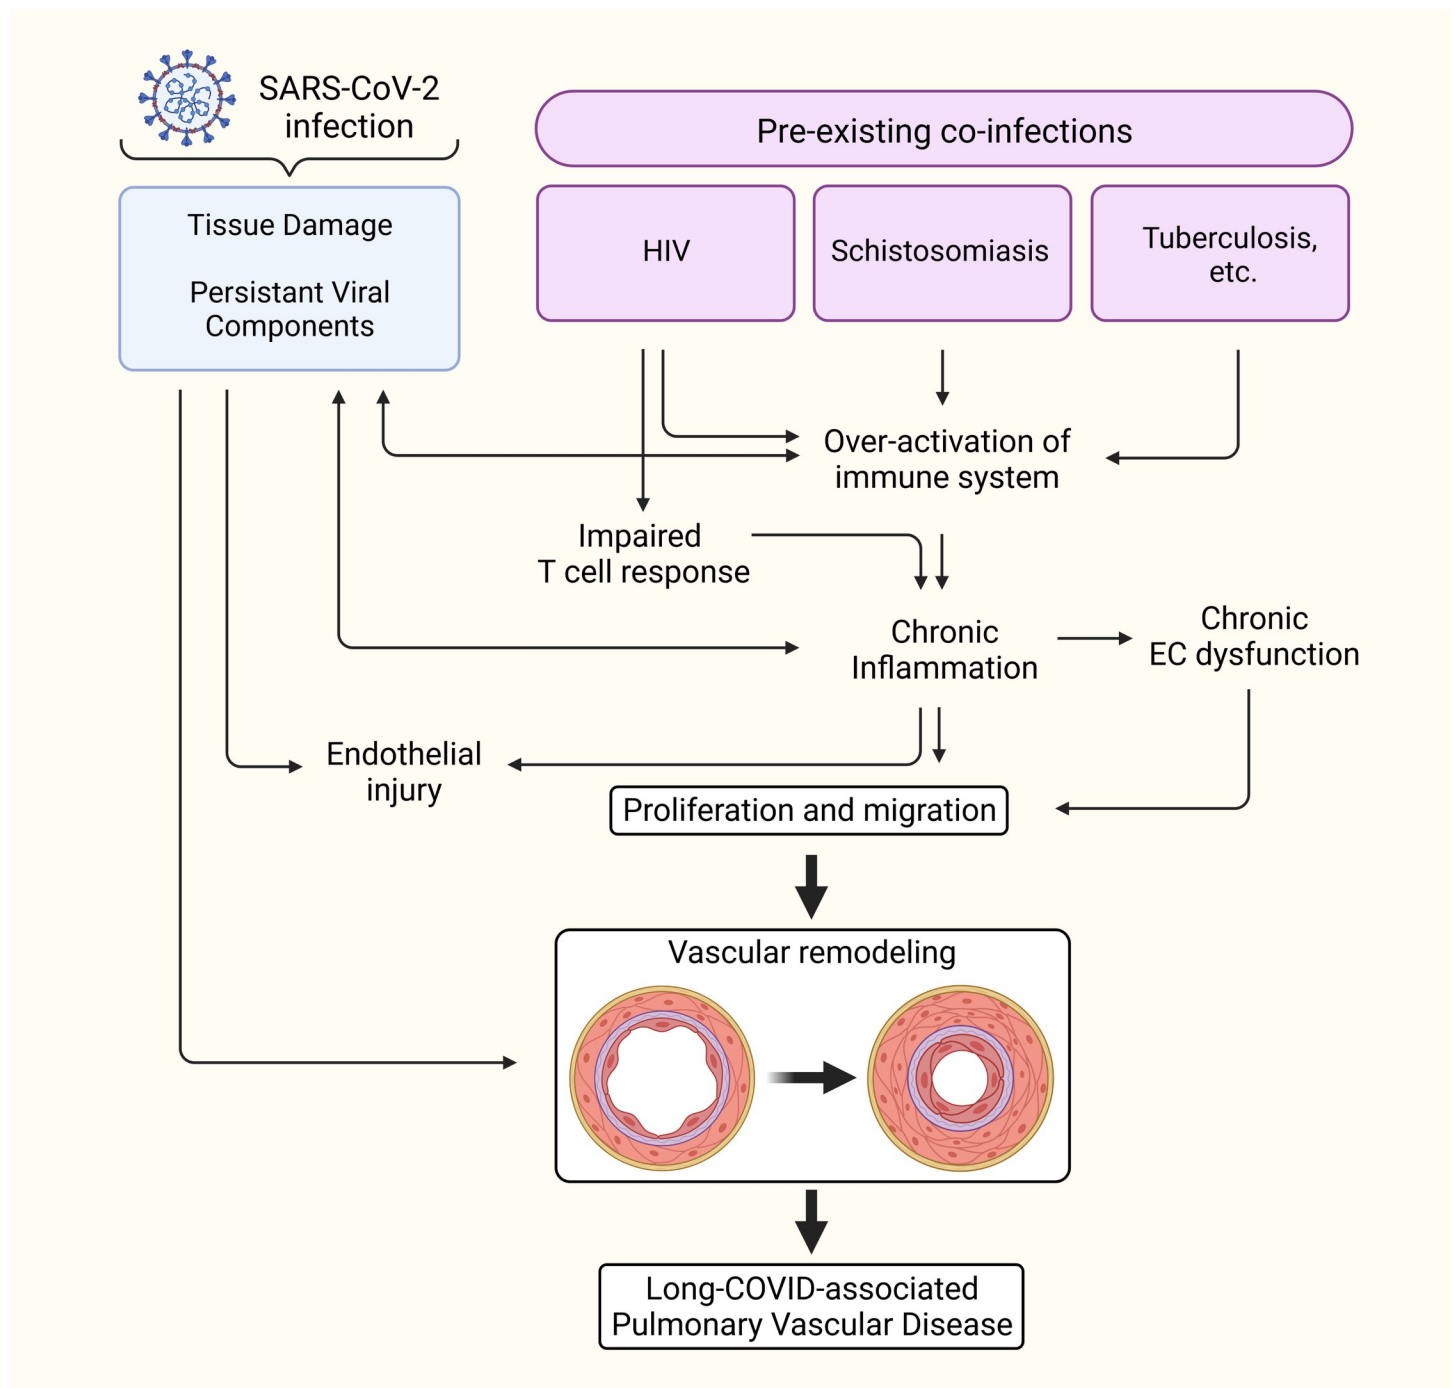 SARS-CoV-2
infection
Pre-existing co-infections
Tissue Damage
Persistant Viral
Components
HIV
Schistosomiasis
Tuberculosis,
etc.
Over-activation of
immune system
Impaired
T cell response
Chronic
Inflammation
Chronic
EC dysfunction
Endothelial
injury
Proliferation and migration
Vascular remodeling
Long-COVID-associated
Pulmonary Vascular Disease